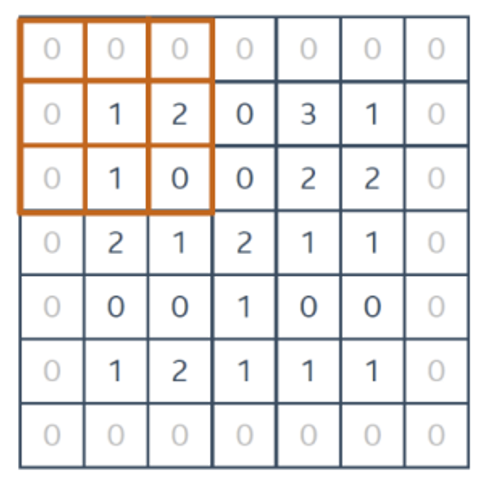 0 0 0 0 0 0 0
0 1 2 0 3 1 0
0 1 0 0 2 2 0
0 2 1 2 1 1 0
0 0 0 1 0 0 0
0 1 2 1 1 1 0
0 0 0 0 0 0 0